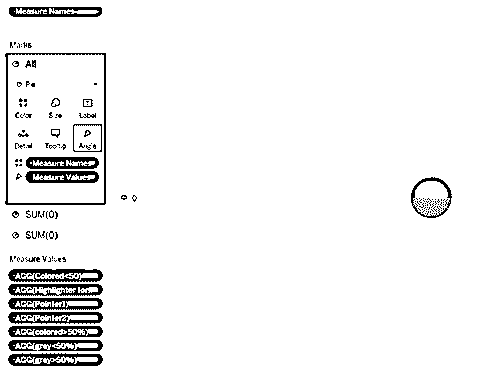 Measure Names
Marks
All
Pie
Color
Size
Label
Detail
Tooltip
Angle
Measure Names
Measure Values
0
SUM(0)
SUM(0)
Measure Values
AGG(Colored<50)
AGG(Highlighter
AGG(Pointer1)
AGG(Pointer2)
AGG(colored>50%)
AGG(grey<50%)
AGG(grey>50%)